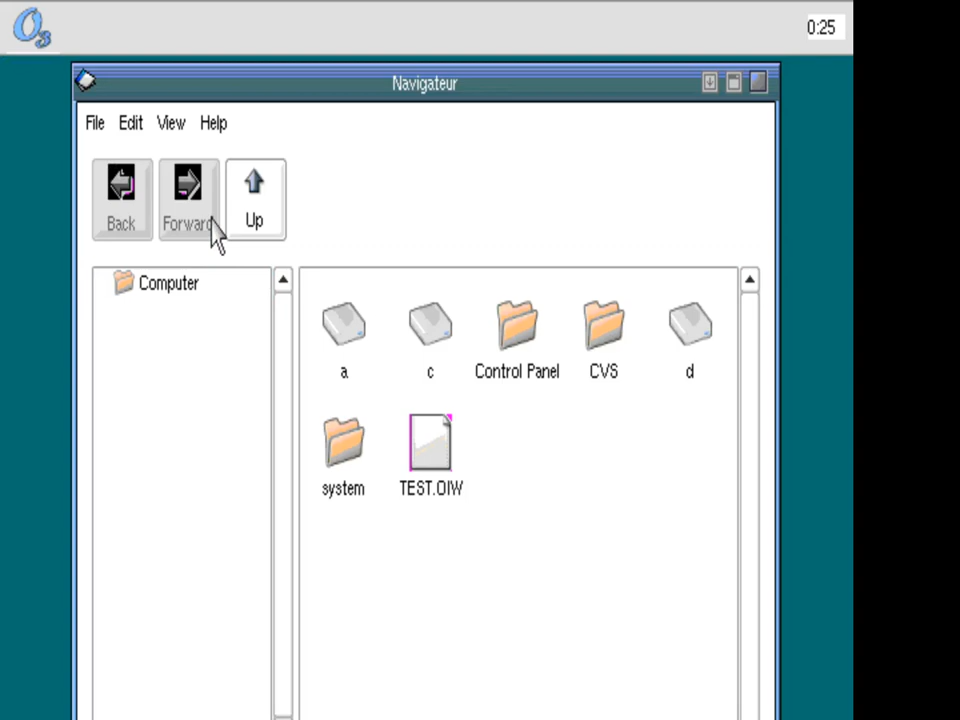 O3
0:25
Navigateur
File Edit View Help
Back Forward Up
Computer
a c Control Panel CVS d
system TEST.OIW